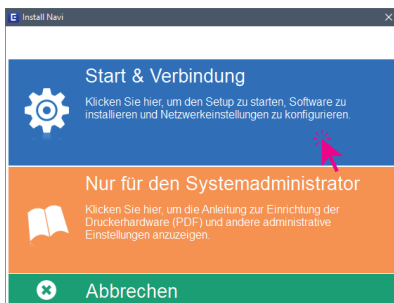 E Install Navi
Start & Verbindung
Klicken Sie hier, um den Setup zu starten, Software zu
installieren und Netzwerkeinstellungen zu konfigurieren.
Nur für den Systemadministrator
Klicken Sie hier, um die Anleitung zur Einrichtung der
Druckerhardware (PDF) und andere administrative
Einstellungen anzuzeigen.
Abbrechen